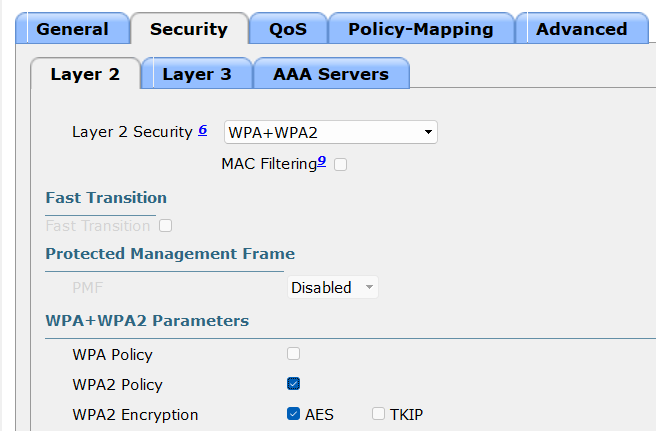 General Security QoS Policy-Mapping Advanced
Layer 2 Layer 3 AAA Servers
Layer 2 Security 6 WPA+WPA2
MAC Filtering9
Fast Transition
Fast Transition
Protected Management Frame
PMF Disabled
WPA+WPA2 Parameters
WPA Policy
WPA2 Policy
WPA2 Encryption AES TKIP